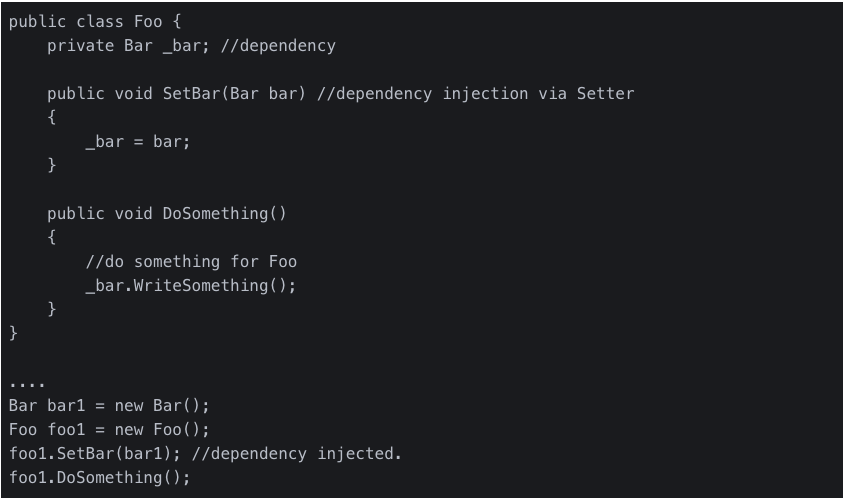 public class Foo {
    private Bar _bar; //dependency

    public void SetBar(Bar bar) //dependency injection via Setter
    {
        _bar = bar;
    }

    public void DoSomething()
    {
        //do something for Foo
        _bar.WriteSomething();
    }
}

....
Bar bar1 = new Bar();
Foo foo1 = new Foo();
foo1.SetBar(bar1); //dependency injected.
foo1.DoSomething();